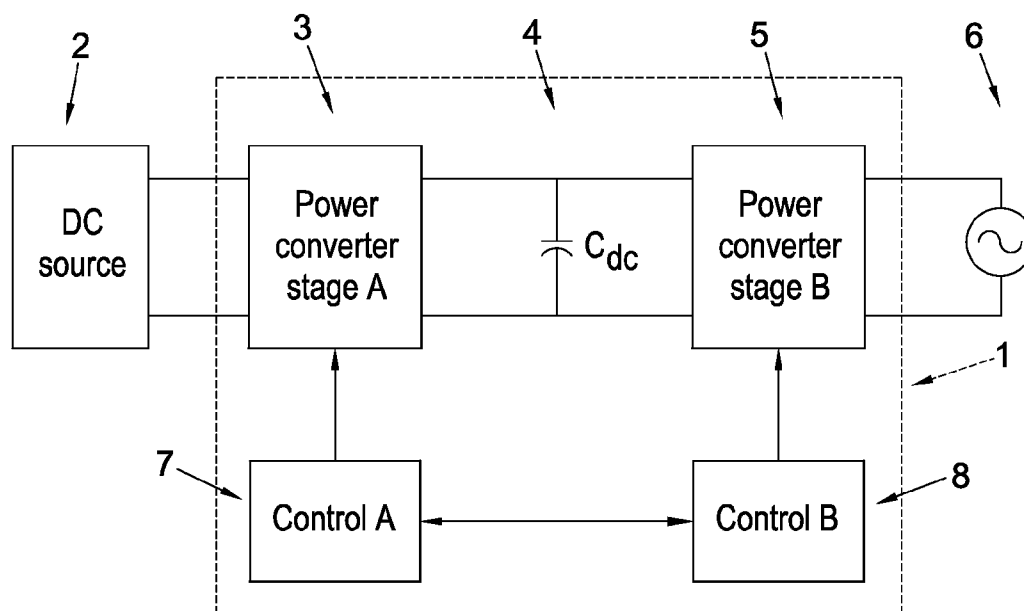 2
3
4
5
6
DC
source
Power
converter
stage A
C_dc
Power
converter
stage B
1
7
Control A
Control B
8